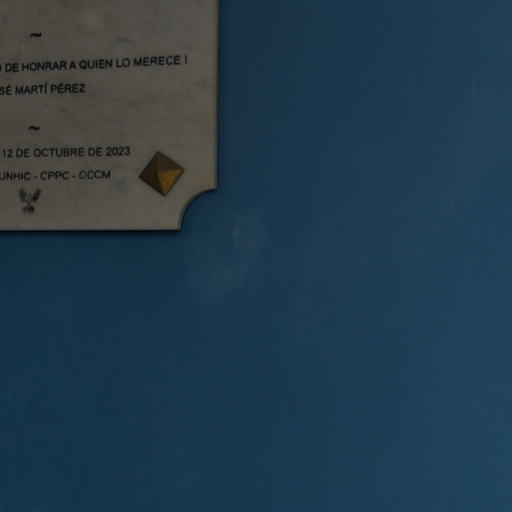 ~
DE HONRAR A QUIEN LO MERECE !
SÉ MARTÍ PÉREZ
~
12 DE OCTUBRE DE 2023
UNHIC - CPPC - OCCM